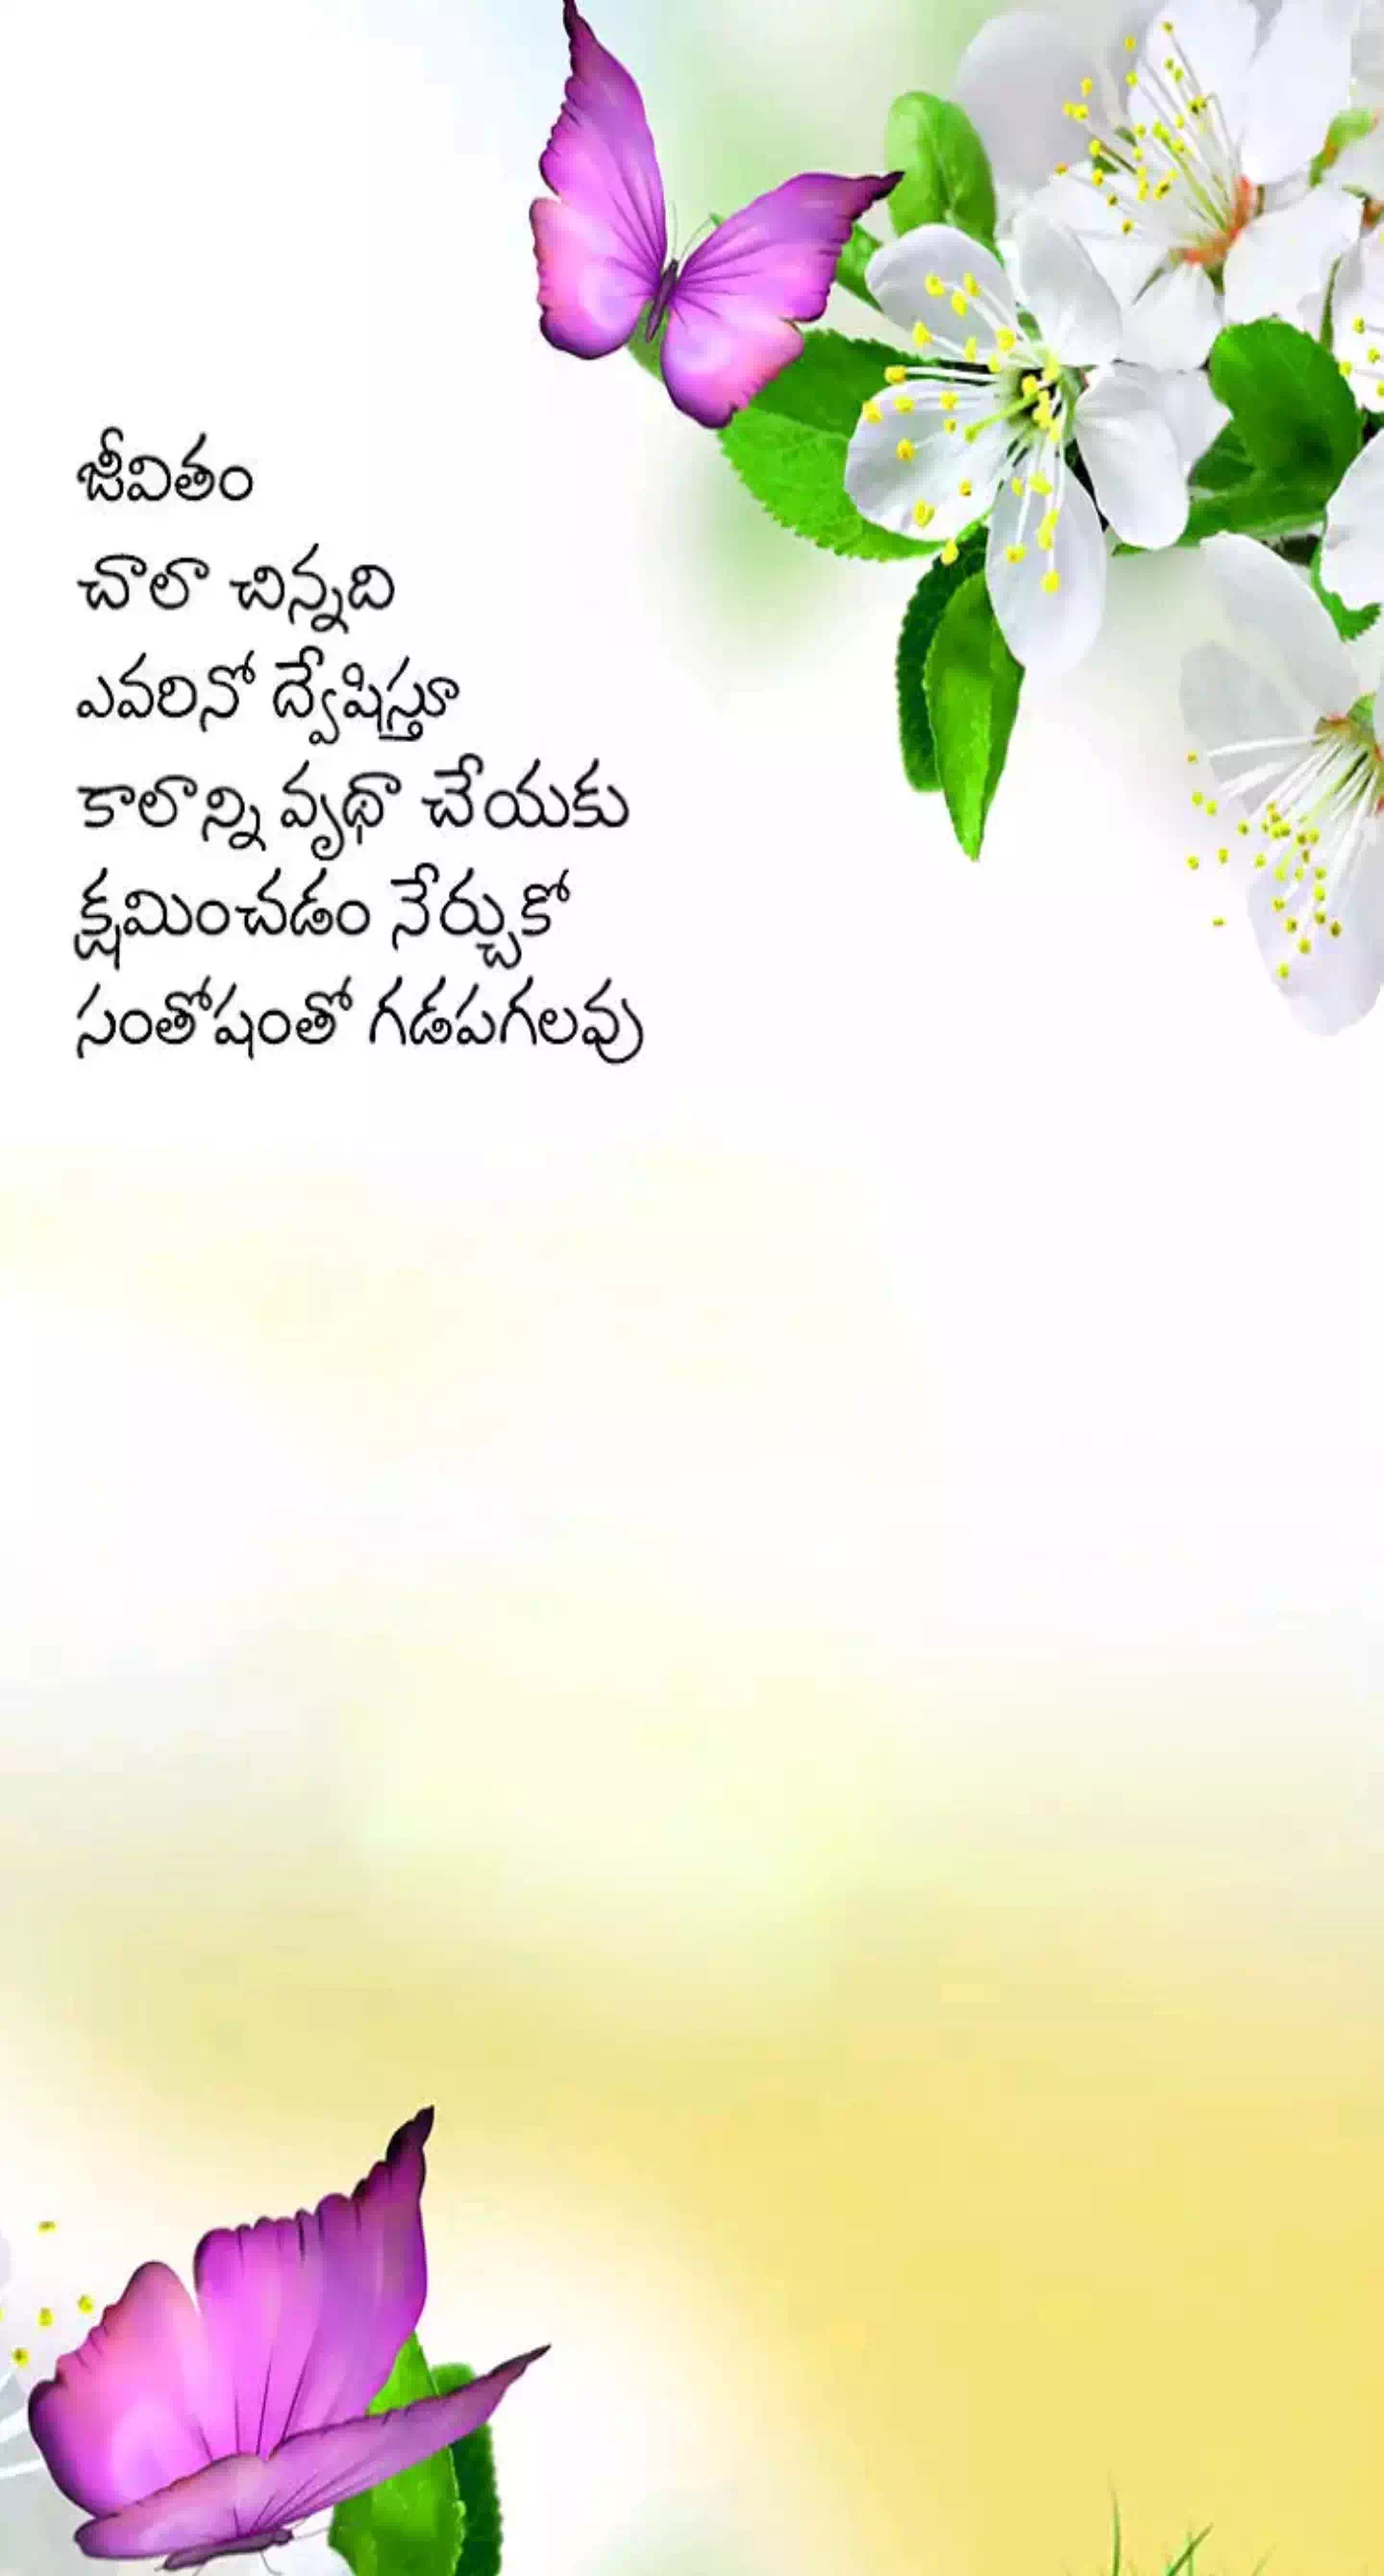 జీవితం
చాలా చిన్నది
ఎవరినో ద్వేషిస్తూ
కాలాన్ని వృథా చేయకు
క్షమించడం నేర్చుకో
సంతోషంతో గడపగలవు